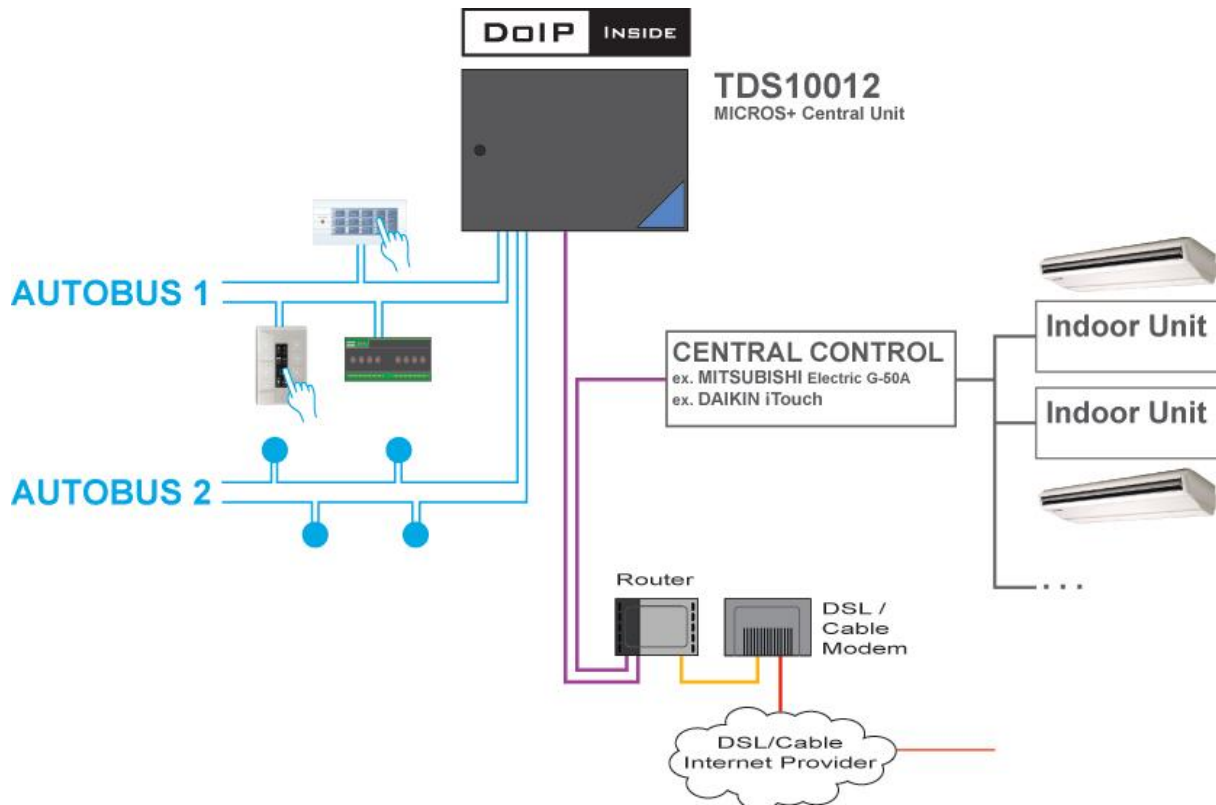 DoIP INSIDE
TDS10012
MICROS+ Central Unit
AUTOBUS 1
CENTRAL CONTROL
ex. MITSUBISHI Electric G-50A
ex. DAIKIN iTouch
Indoor Unit
Indoor Unit
AUTOBUS 2
...
Router
DSL /
Cable
Modem
DSL/Cable
Internet Provider